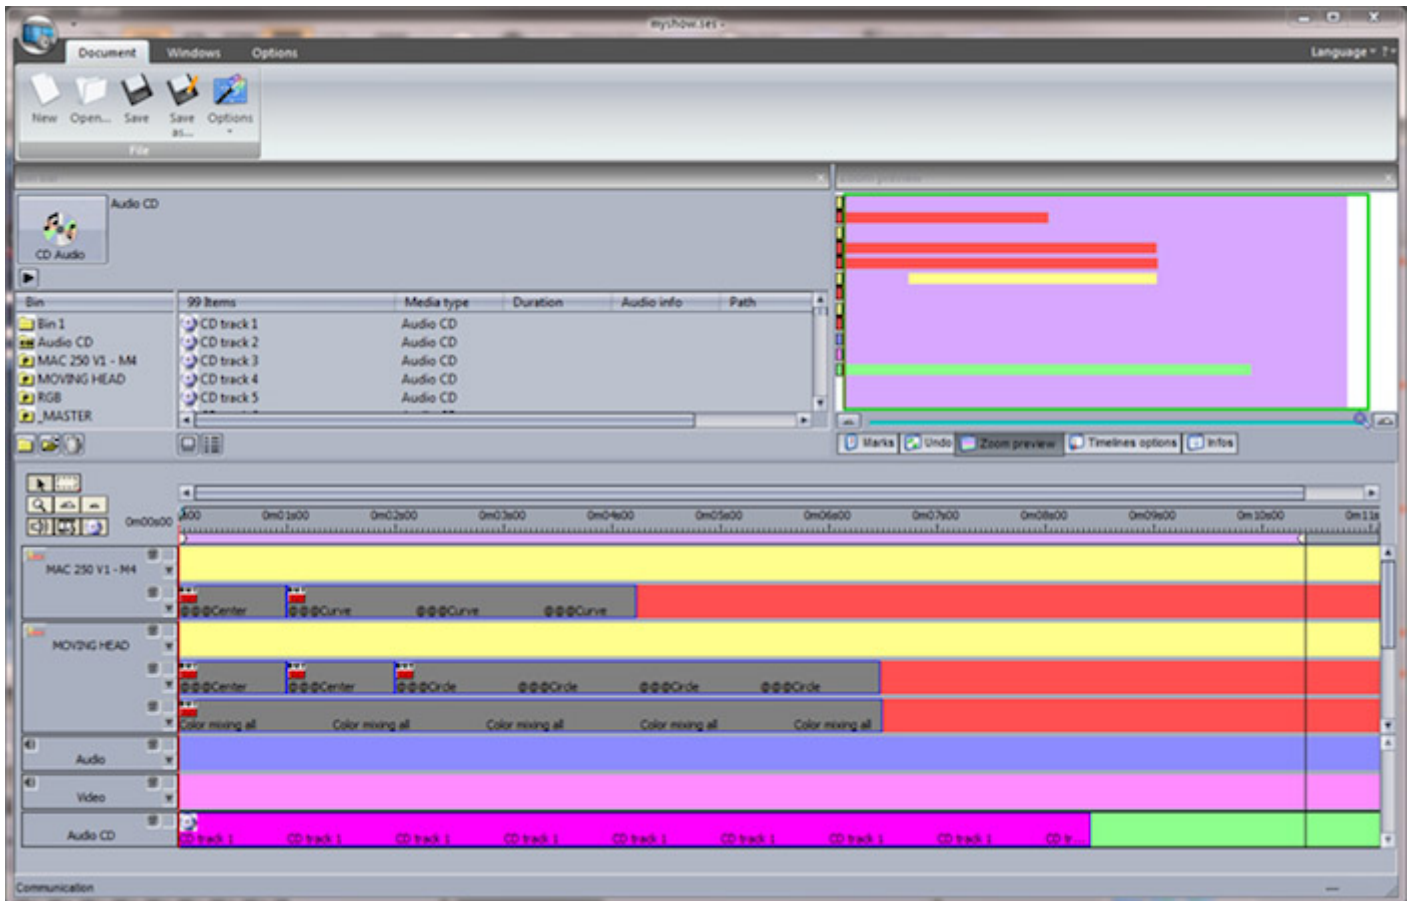 myshow.ses -
Document Windows Options Language ?
New Open... Save Save as... Options
File
Zoom preview
Audio CD
CD Audio
Bin 99 Items Media type Duration Audio info Path
Bin 1 CD track 1 Audio CD
Audio CD CD track 2 Audio CD
MAC 250 V1 - M4 CD track 3 Audio CD
MOVING HEAD CD track 4 Audio CD
RGB CD track 5 Audio CD
_MASTER
Marks Undo Zoom preview Timelines options Infos
0m00s00 s00 0m01s00 0m02s00 0m03s00 0m04s00 0m05s00 0m06s00 0m07s00 0m08s00 0m09s00 0m10s00 0m11s
MAC 250 V1 - M4
@@@Center @@@Curve @@@Curve @@@Curve
MOVING HEAD
@@@Center @@@Center @@@Circle @@@Circle @@@Circle @@@Circle
Color mixing all Color mixing all Color mixing all Color mixing all Color mixing all
Audio
Video
Audio CD
CD track 1 CD track 1 CD track 1 CD track 1 CD track 1 CD track 1 CD track 1 CD track 1 CD tr...
Communication